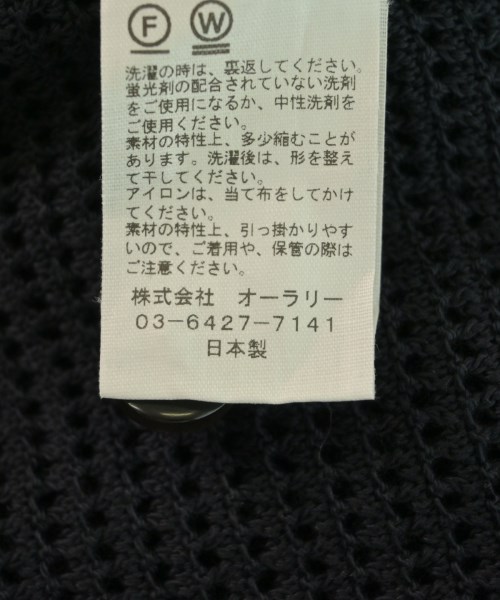 F W
洗濯の時は、裏返してください。
蛍光剤の配合されていない洗剤
をご使用になるか、中性洗剤を
ご使用ください。
素材の特性上、多少縮むことが
あります。洗濯後は、形を整え
て干してください。
アイロンは、当て布をしてかけ
てください。
素材の特性上、引っ掛かりやす
いので、ご着用や、保管の際は
ご注意ください。
株式会社 オーラリー
03-6427-7141
日本製